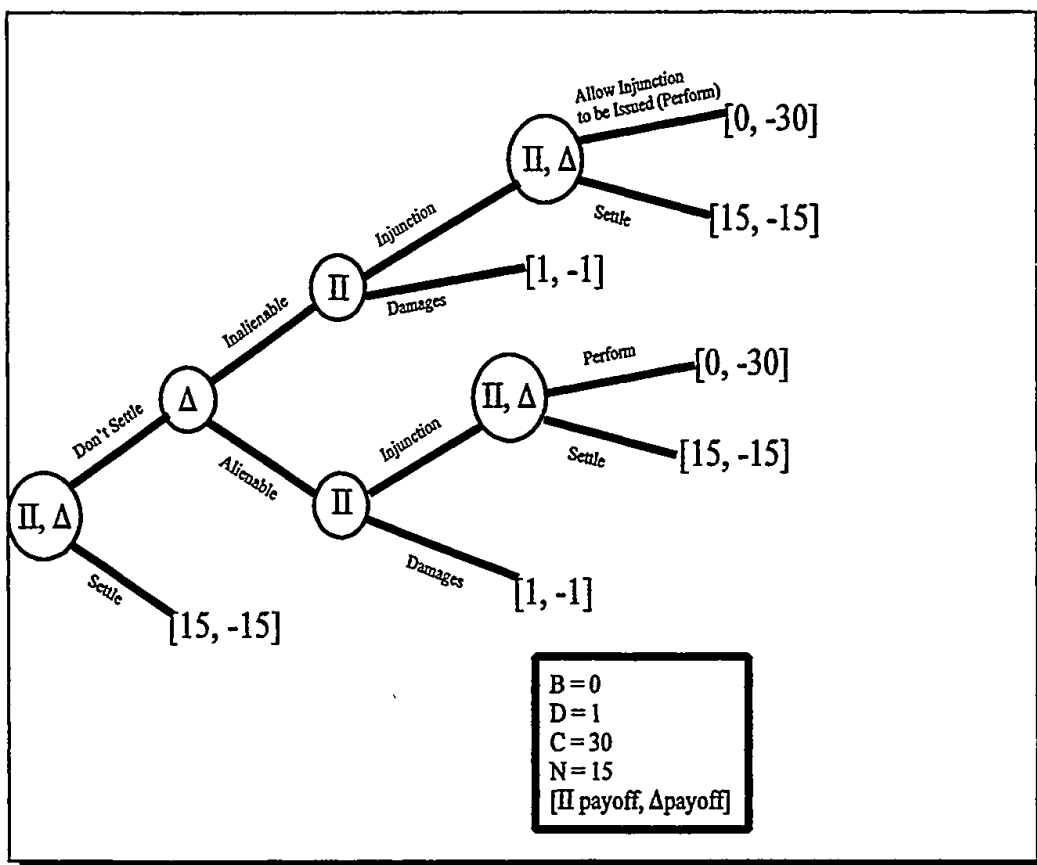 Allow Injunction
to be Issued (Perform)
[0, -30]
Π, Δ
Settle
[15, -15]
Injunction
Π
[1, -1]
Damages
Inalienable
Perform
[0, -30]
Π, Δ
Δ
Injunction
Settle
[15, -15]
Don't Settle
Alienable
Π
Π, Δ
Damages
[1, -1]
Settle
[15, -15]
B = 0
D = 1
C = 30
N = 15
[Π payoff, Δpayoff]